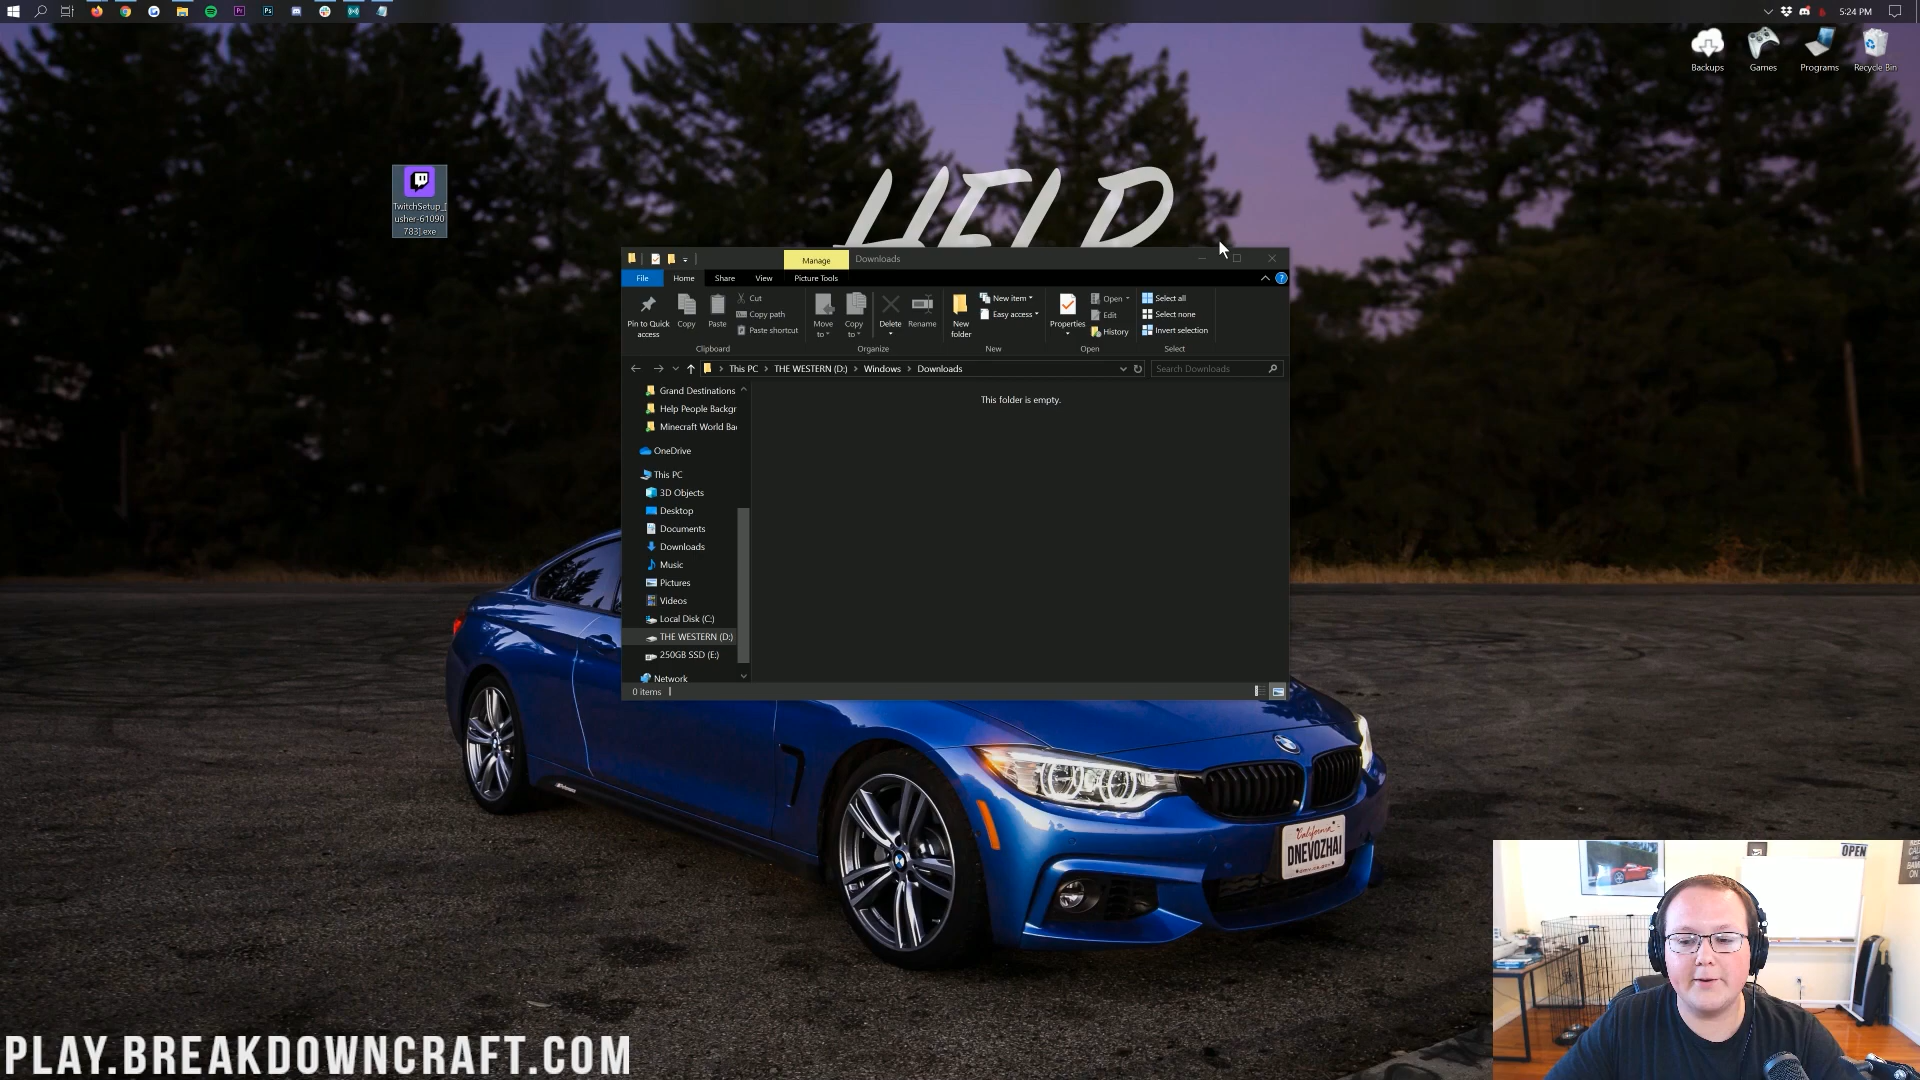 5:24 PM
Backups
Games
Programs
Recycle Bin
TwitchSetup_[
usher-61090
783].exe
HELP
Manage
Downloads
File
Home
Share
View
Picture Tools
Pin to Quick access
Copy
Paste
Cut
Copy path
Paste shortcut
Clipboard
Move to
Copy to
Delete
Rename
Organize
New folder
New item
Easy access
New
Properties
Open
Edit
History
Open
Select all
Select none
Invert selection
Select
This PC > THE WESTERN (D:) > Windows > Downloads
Search Downloads
Grand Destinations
Help People Backgr
Minecraft World Ba
OneDrive
This PC
3D Objects
Desktop
Documents
Downloads
Music
Pictures
Videos
Local Disk (C:)
THE WESTERN (D:)
250GB SSD (E:)
Network
This folder is empty.
0 items
California
DNEVOZHAI
OPEN
PLAY.BREAKDOWNCRAFT.COM